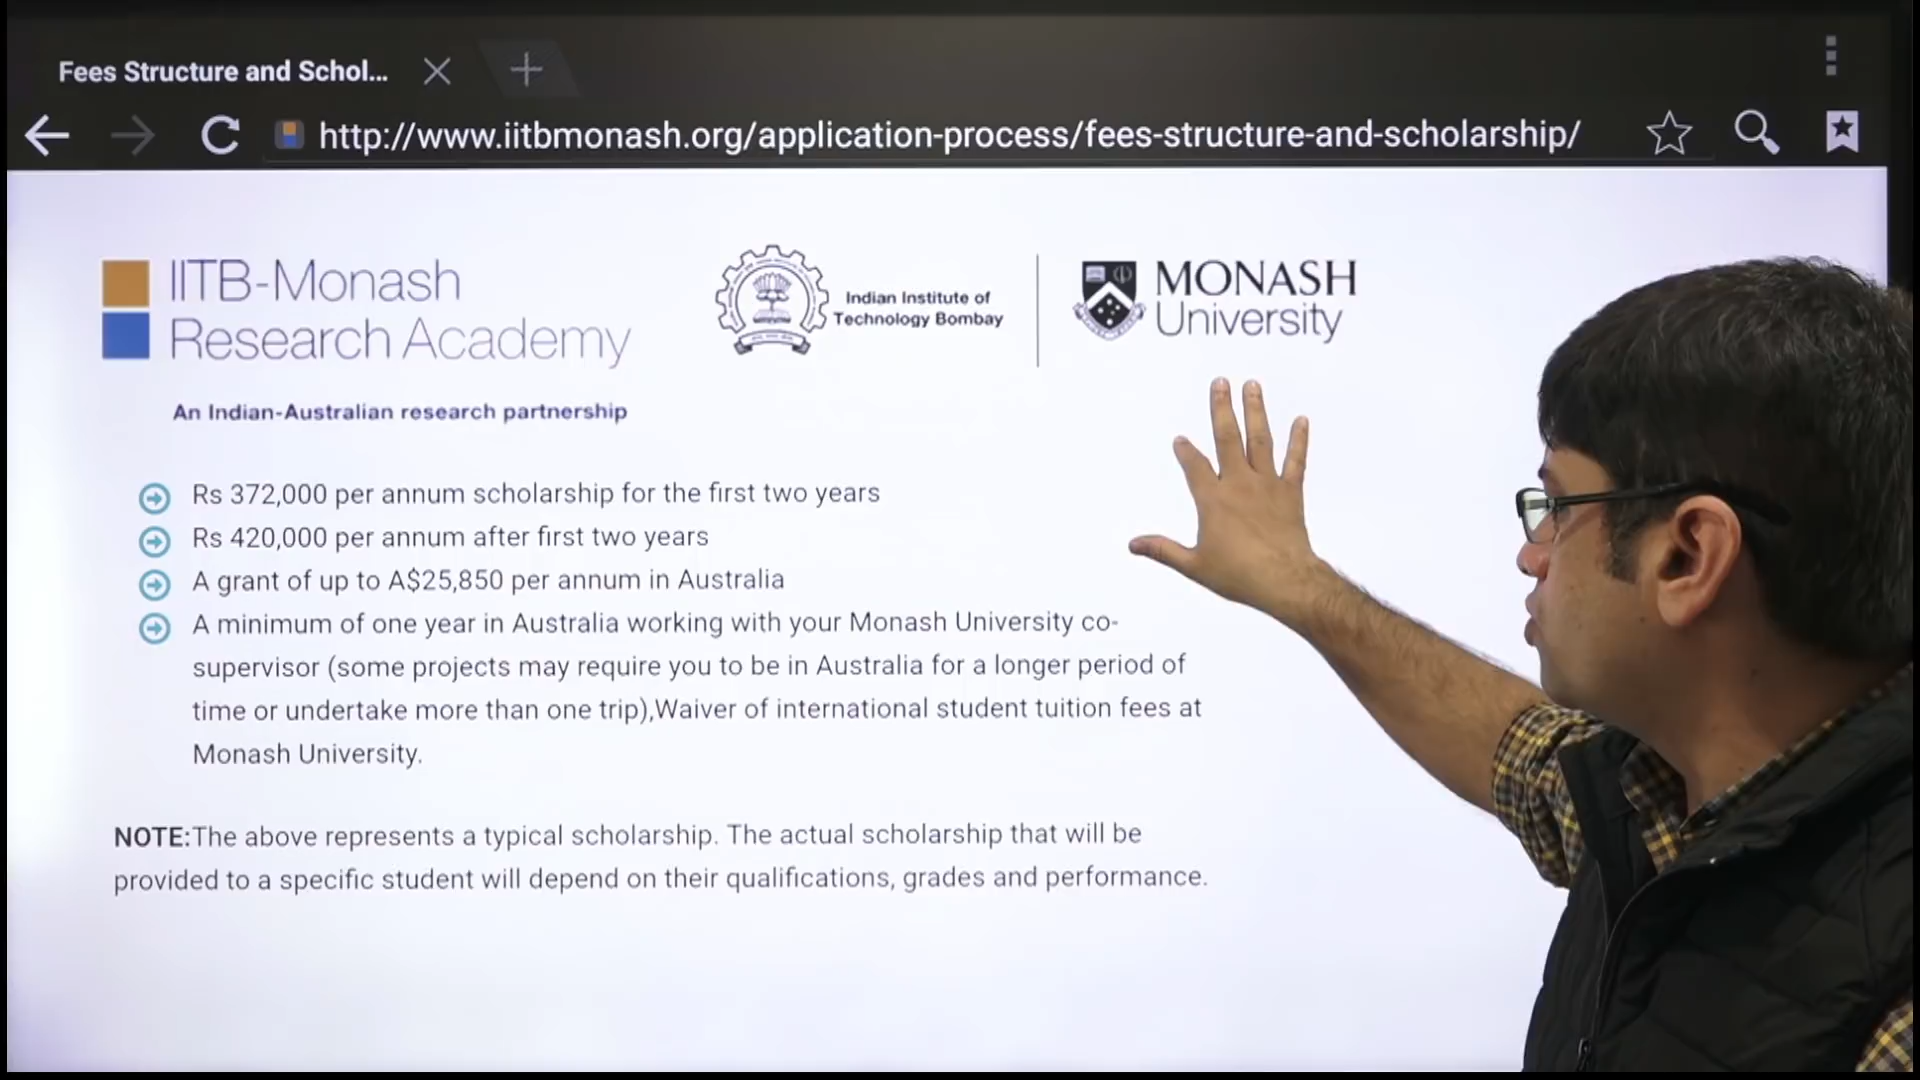 Fees Structure and Schol...
http://www.iitbmonash.org/application-process/fees-structure-and-scholarship/
IITB-Monash
Research Academy
An Indian-Australian research partnership
Indian Institute of
Technology Bombay
MONASH
University
Rs 372,000 per annum scholarship for the first two years
Rs 420,000 per annum after first two years
A grant of up to A$25,850 per annum in Australia
A minimum of one year in Australia working with your Monash University co-
supervisor (some projects may require you to be in Australia for a longer period of
time or undertake more than one trip),Waiver of international student tuition fees at
Monash University.
NOTE:The above represents a typical scholarship. The actual scholarship that will be
provided to a specific student will depend on their qualifications, grades and performance.